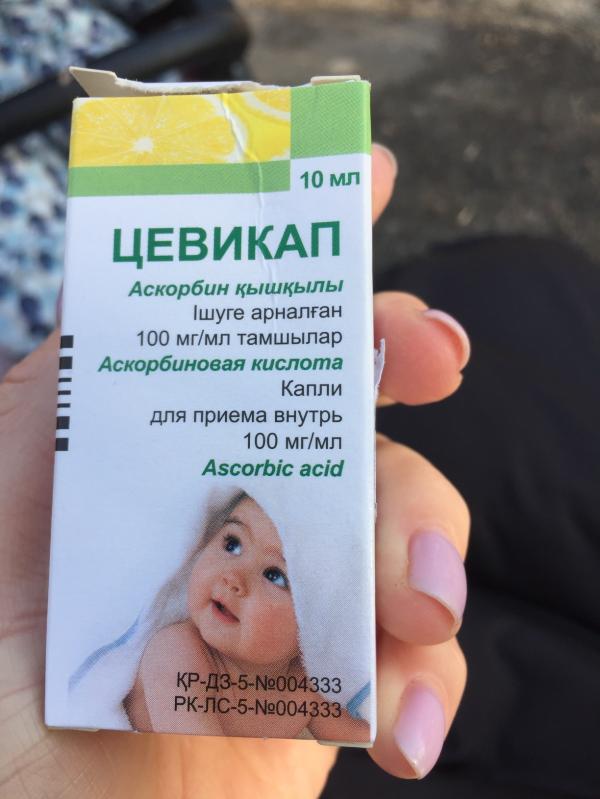 10 мл
ЦЕВИКАП
Аскорбин қышқылы
Ішуге арналған
100 мг/мл тамшылар
Аскорбиновая кислота
Капли
для приема внутрь
100 мг/мл
Ascorbic acid
ҚР-ДЗ-5-№004333
РК-ЛС-5-№004333